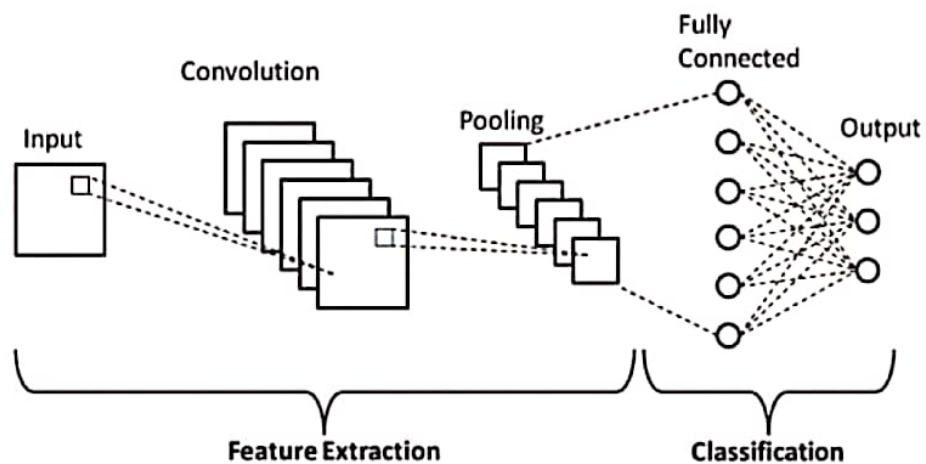 Input
Convolution
Pooling
Fully
Connected
Output
Feature Extraction
Classification